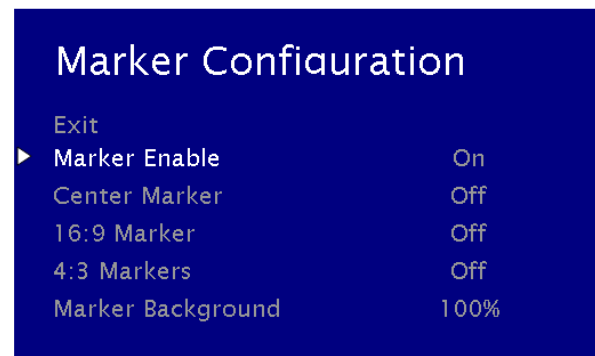 Marker Configuration
Exit
Marker Enable On
Center Marker Off
16:9 Marker Off
4:3 Markers Off
Marker Background 100%